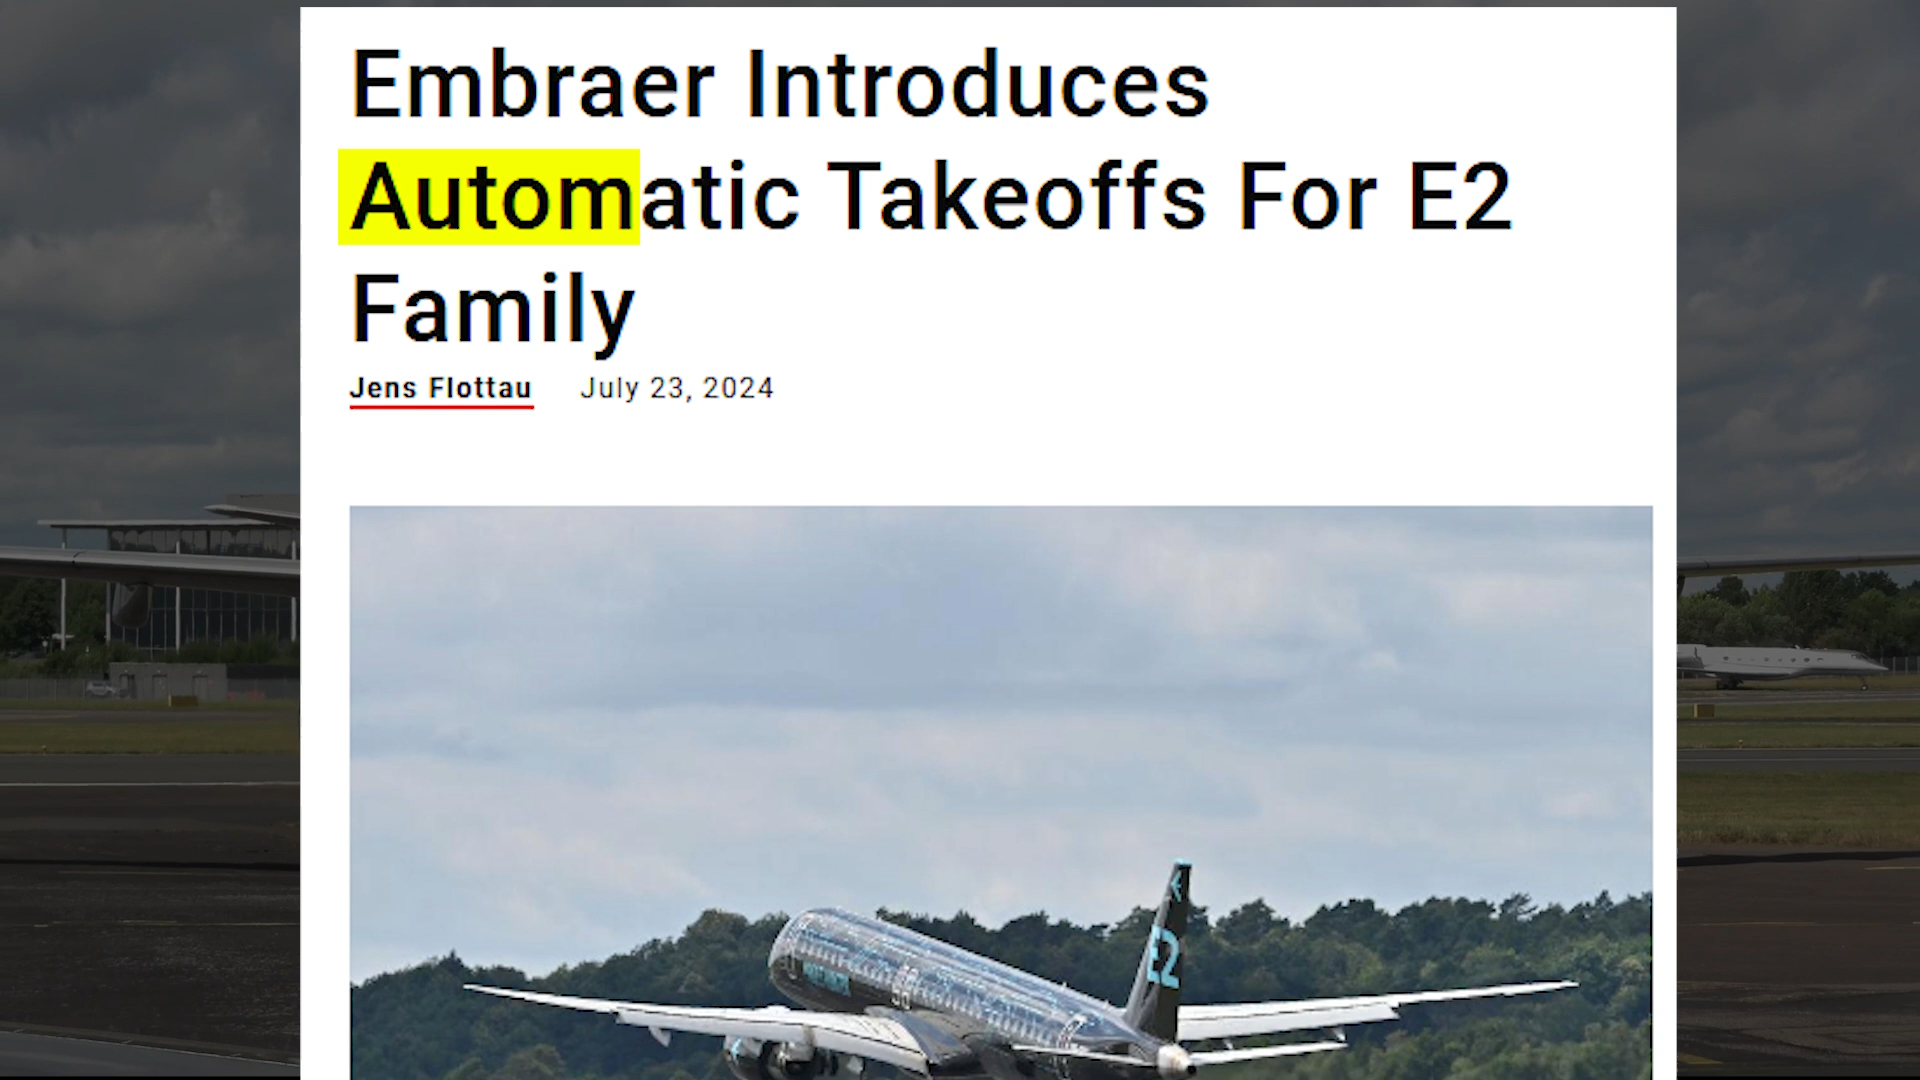 Embraer Introduces
Automatic Takeoffs For E2
Family
Jens Flottau July 23, 2024
E2